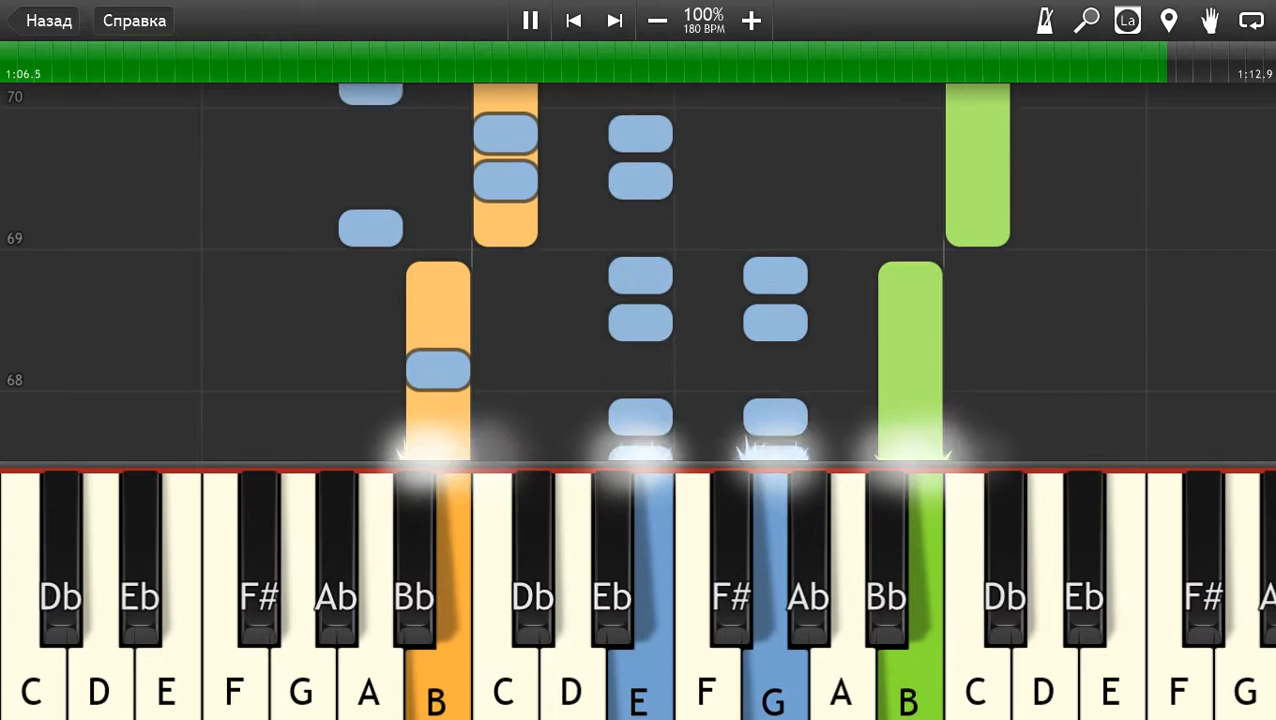 Назад Справка 100% La
180 BPM
1:06.5 1:12.9
70
69
68
Db Eb F# Ab Bb Db Eb F# Ab Bb Db Eb F# A
C D E F G A B C D E F G A B C D E F G